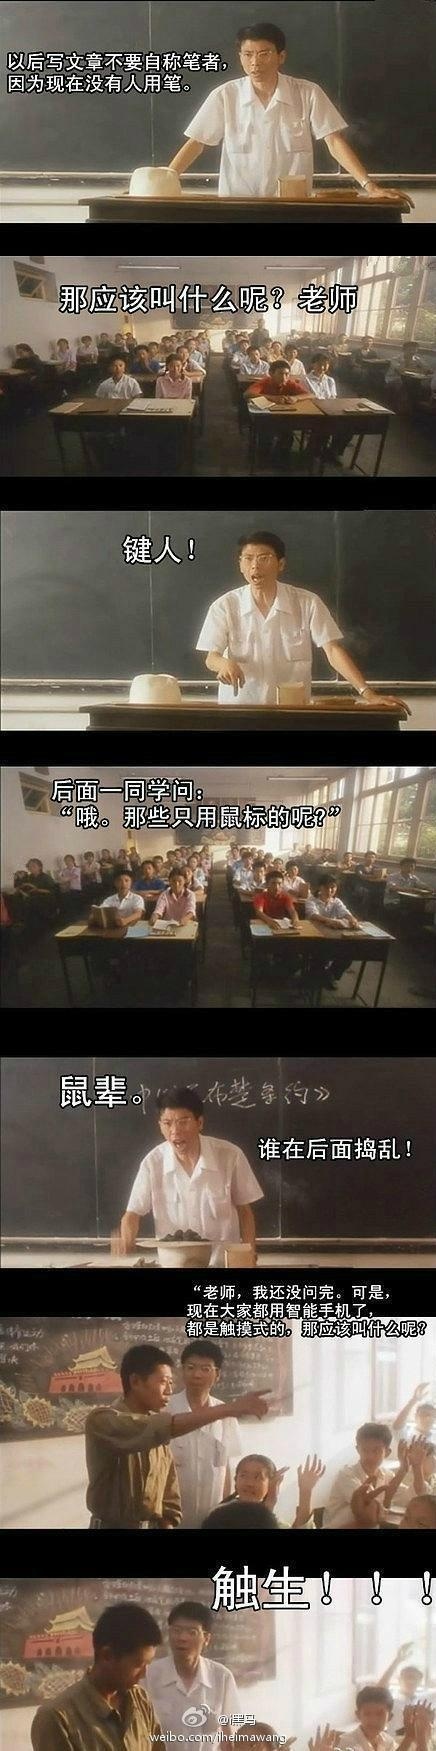 以后写文章不要自称笔者，
因为现在没有人用笔。
那应该叫什么呢？老师
键人！
后面一同学问：
“哦。那些只用鼠标的呢?”
鼠辈。
谁在后面捣乱！
条约》
“老师，我还没问完。可是，
现在大家都用智能手机了，
都是触摸式的，那应该叫什么呢？
触生！！！
weibo.com/iheimawang